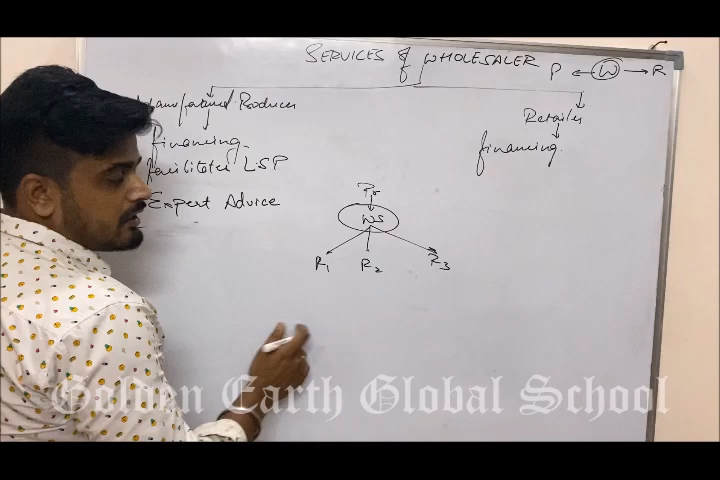 SERVICES of WHOLESALER
P ← W → R
Producer
Retailer
Financing
financing.
facilitates LSP
Expert Advice
Pr
WS
R1 R2 R3
Golden Earth Global School